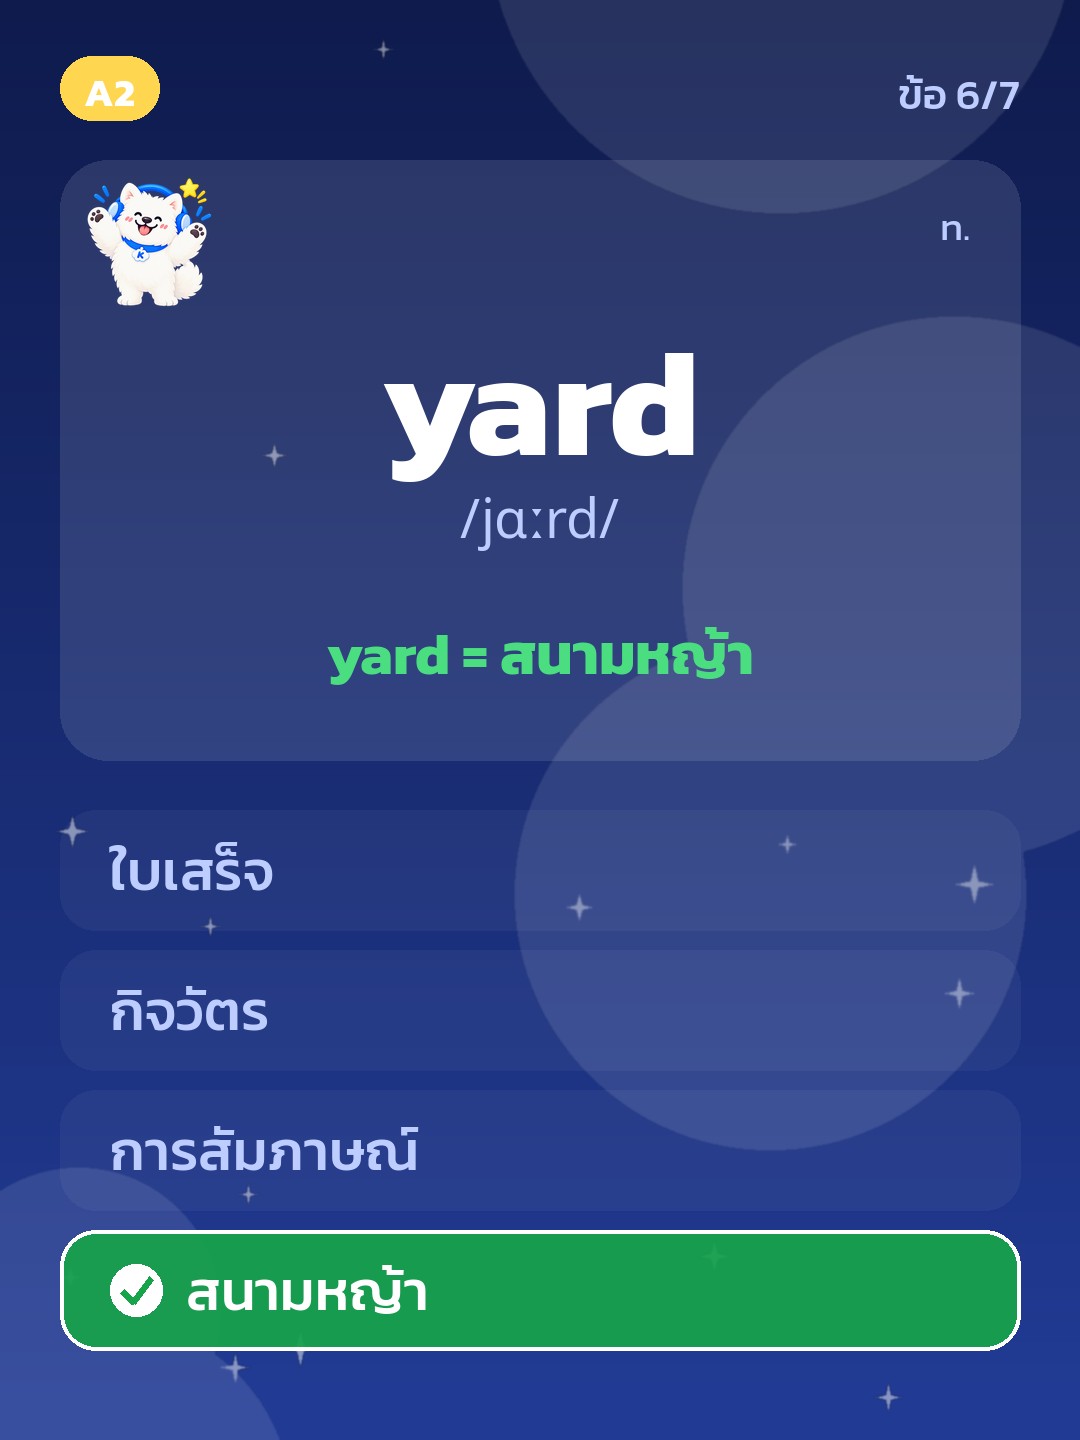 A2
ข้อ 6/7
n.
yard
/jɑːrd/
yard = สนามหญ้า
ใบเสร็จ
กิจวัตร
การสัมภาษณ์
สนามหญ้า